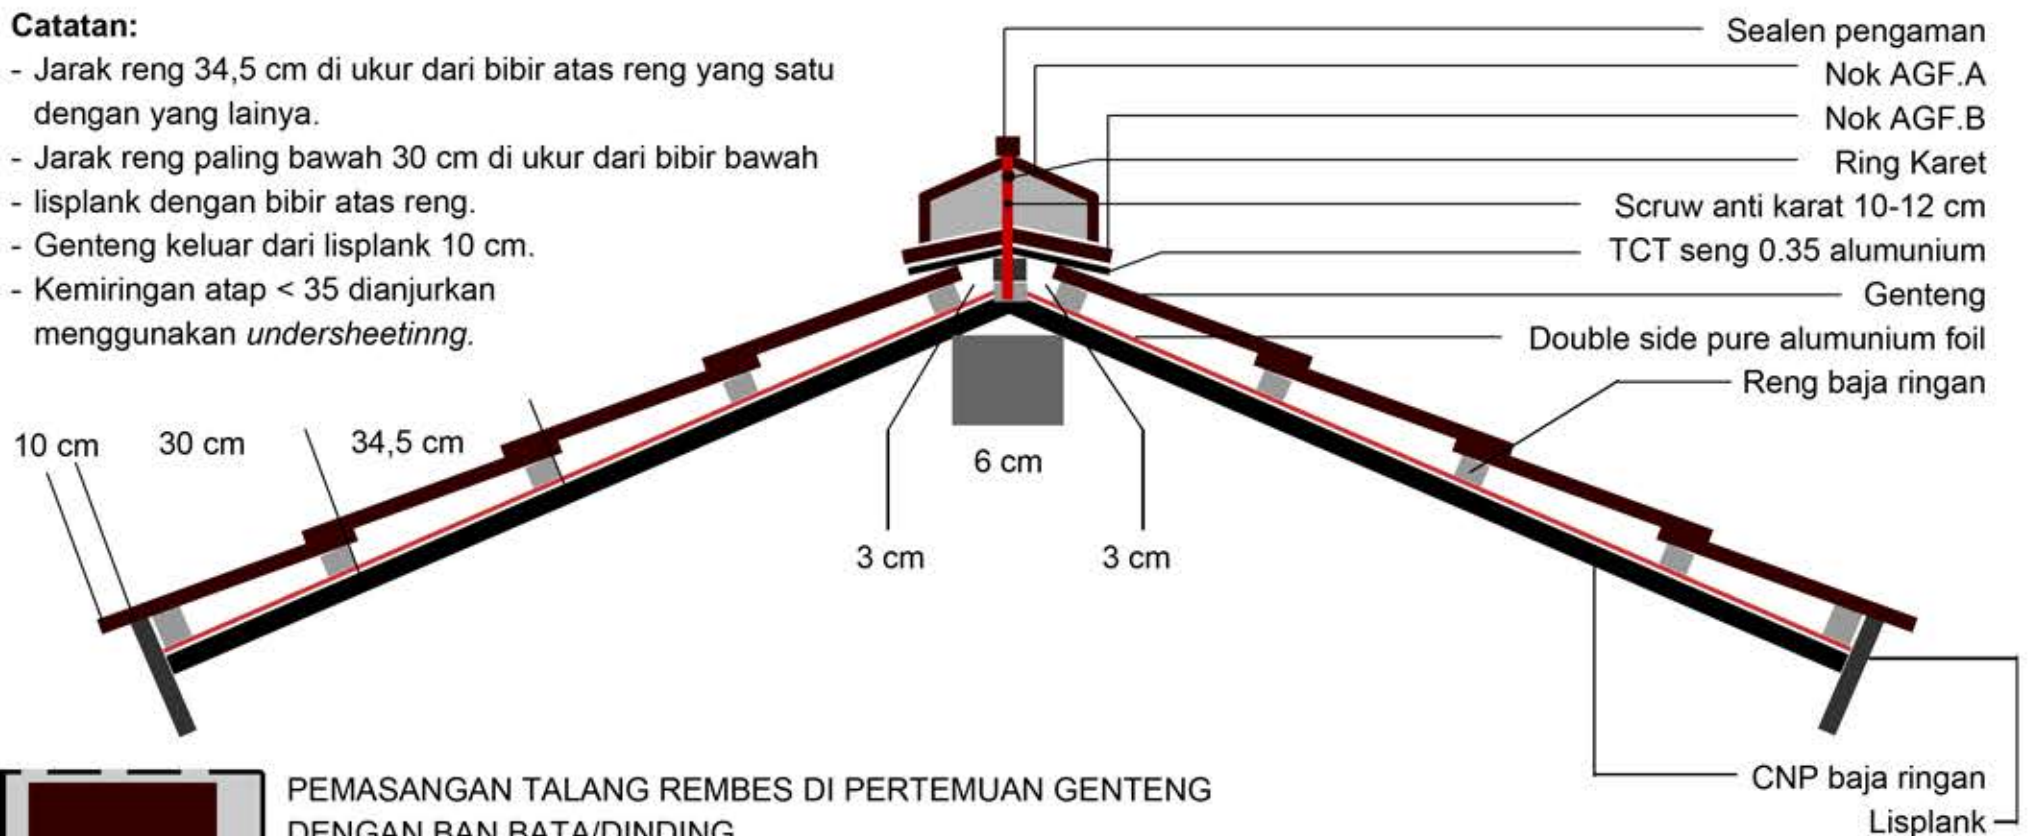 Catatan:
- Jarak reng 34,5 cm di ukur dari bibir atas reng yang satu
dengan yang lainya.
- Jarak reng paling bawah 30 cm di ukur dari bibir bawah
- lisplank dengan bibir atas reng.
- Genteng keluar dari lisplank 10 cm.
- Kemiringan atap < 35 dianjurkan
menggunakan undersheetinng.
Sealen pengaman
Nok AGF.A
Nok AGF.B
Ring Karet
Scruw anti karat 10-12 cm
TCT seng 0.35 alumunium
Genteng
Double side pure alumunium foil
Reng baja ringan
10 cm
30 cm
34,5 cm
6 cm
3 cm
3 cm
CNP baja ringan
Lisplank
PEMASANGAN TALANG REMBES DI PERTEMUAN GENTENG
DENGAN BAN BATA/DINDING